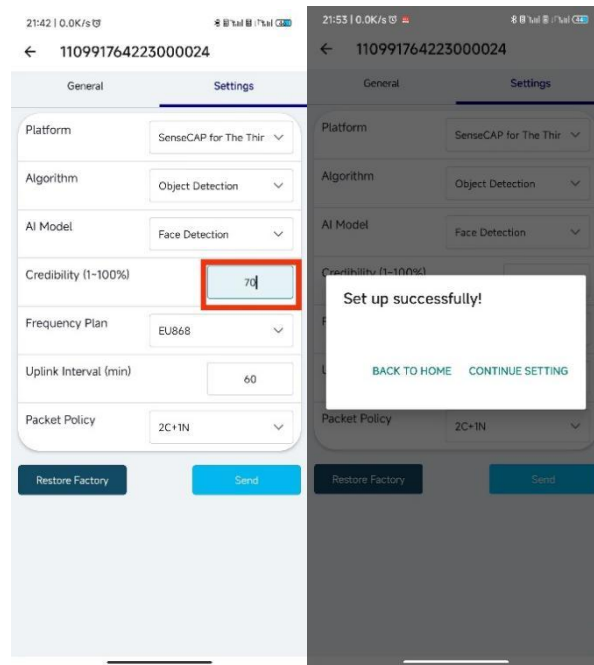 21:42 | 0.0K/s
110991764223000024
General
Settings
Platform
SenseCAP for The Thir
Algorithm
Object Detection
AI Model
Face Detection
Credibility (1~100%)
70
Frequency Plan
EU868
Uplink Interval (min)
60
Packet Policy
2C+1N
Restore Factory
Send
21:53 | 0.0K/s
110991764223000024
General
Settings
Platform
SenseCAP for The Thir
Algorithm
Object Detection
AI Model
Face Detection
Credibility (1~100%)
Set up successfully!
BACK TO HOME
CONTINUE SETTING
Packet Policy
2C+1N
Restore Factory
Send